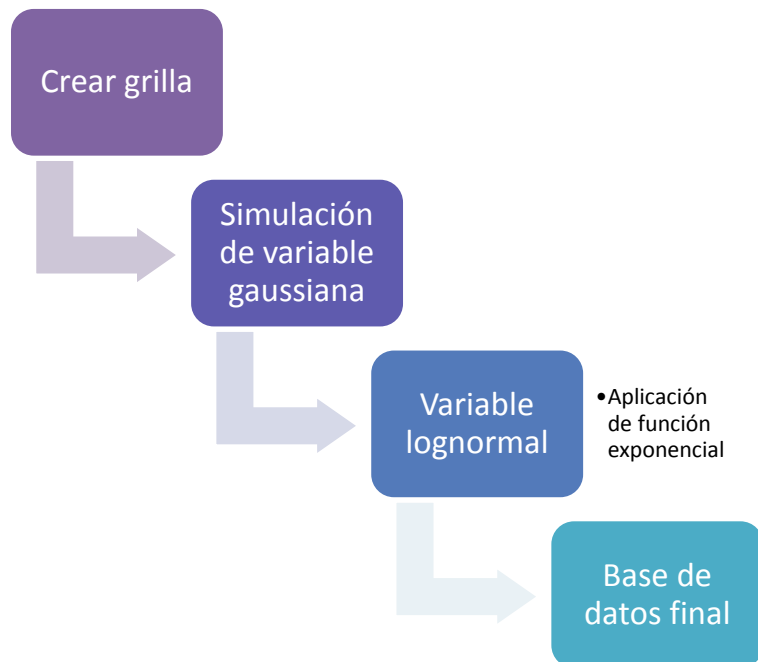 Crear grilla
Simulación
de variable
gaussiana
Variable
lognormal
•Aplicación
de función
exponencial
Base de
datos final